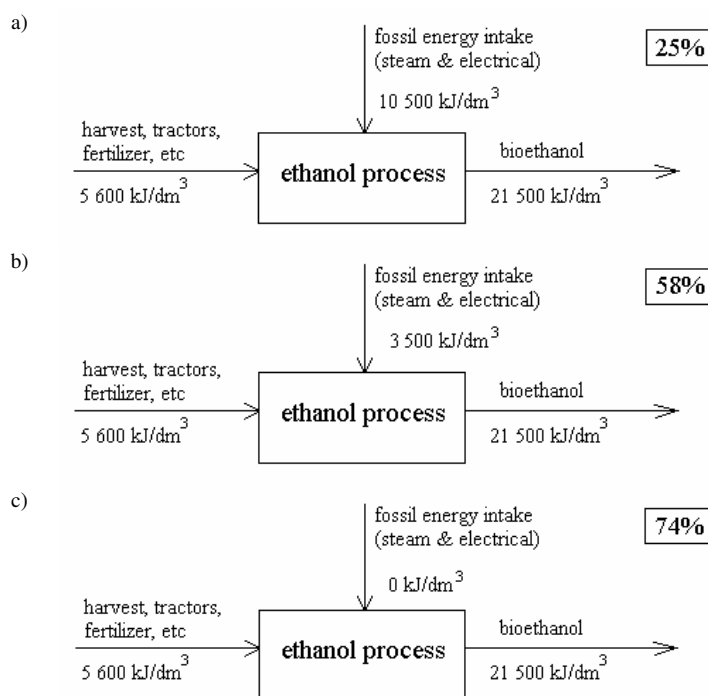 a)
fossil energy intake
(steam & electrical)
25%
10 500 kJ/dm³
harvest, tractors,
fertilizer, etc
ethanol process
bioethanol
5 600 kJ/dm³
21 500 kJ/dm³
b)
fossil energy intake
(steam & electrical)
58%
3 500 kJ/dm³
harvest, tractors,
fertilizer, etc
ethanol process
bioethanol
5 600 kJ/dm³
21 500 kJ/dm³
c)
fossil energy intake
(steam & electrical)
74%
0 kJ/dm³
harvest, tractors,
fertilizer, etc
ethanol process
bioethanol
5 600 kJ/dm³
21 500 kJ/dm³